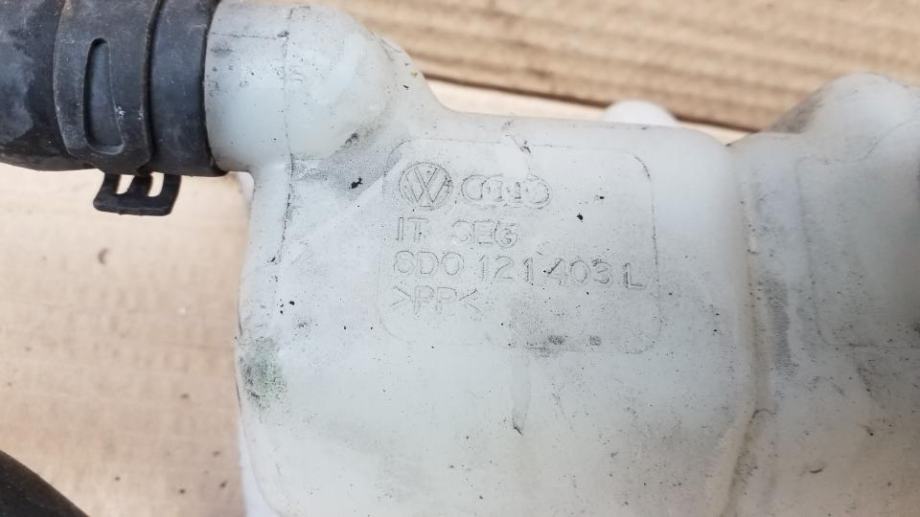 IT SEG
8D0 121 403 L
>PP<